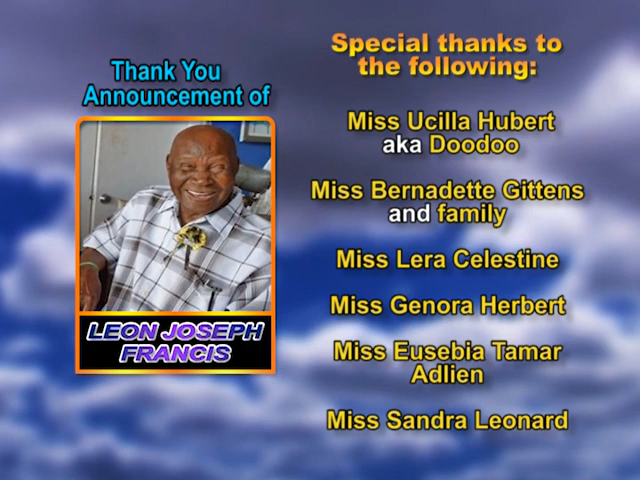 Thank You
Announcement of
LEON JOSEPH
FRANCIS
Special thanks to
the following:
Miss Ucilla Hubert
aka Doodoo
Miss Bernadette Gittens
and family
Miss Lera Celestine
Miss Genora Herbert
Miss Eusebia Tamar
Adlien
Miss Sandra Leonard